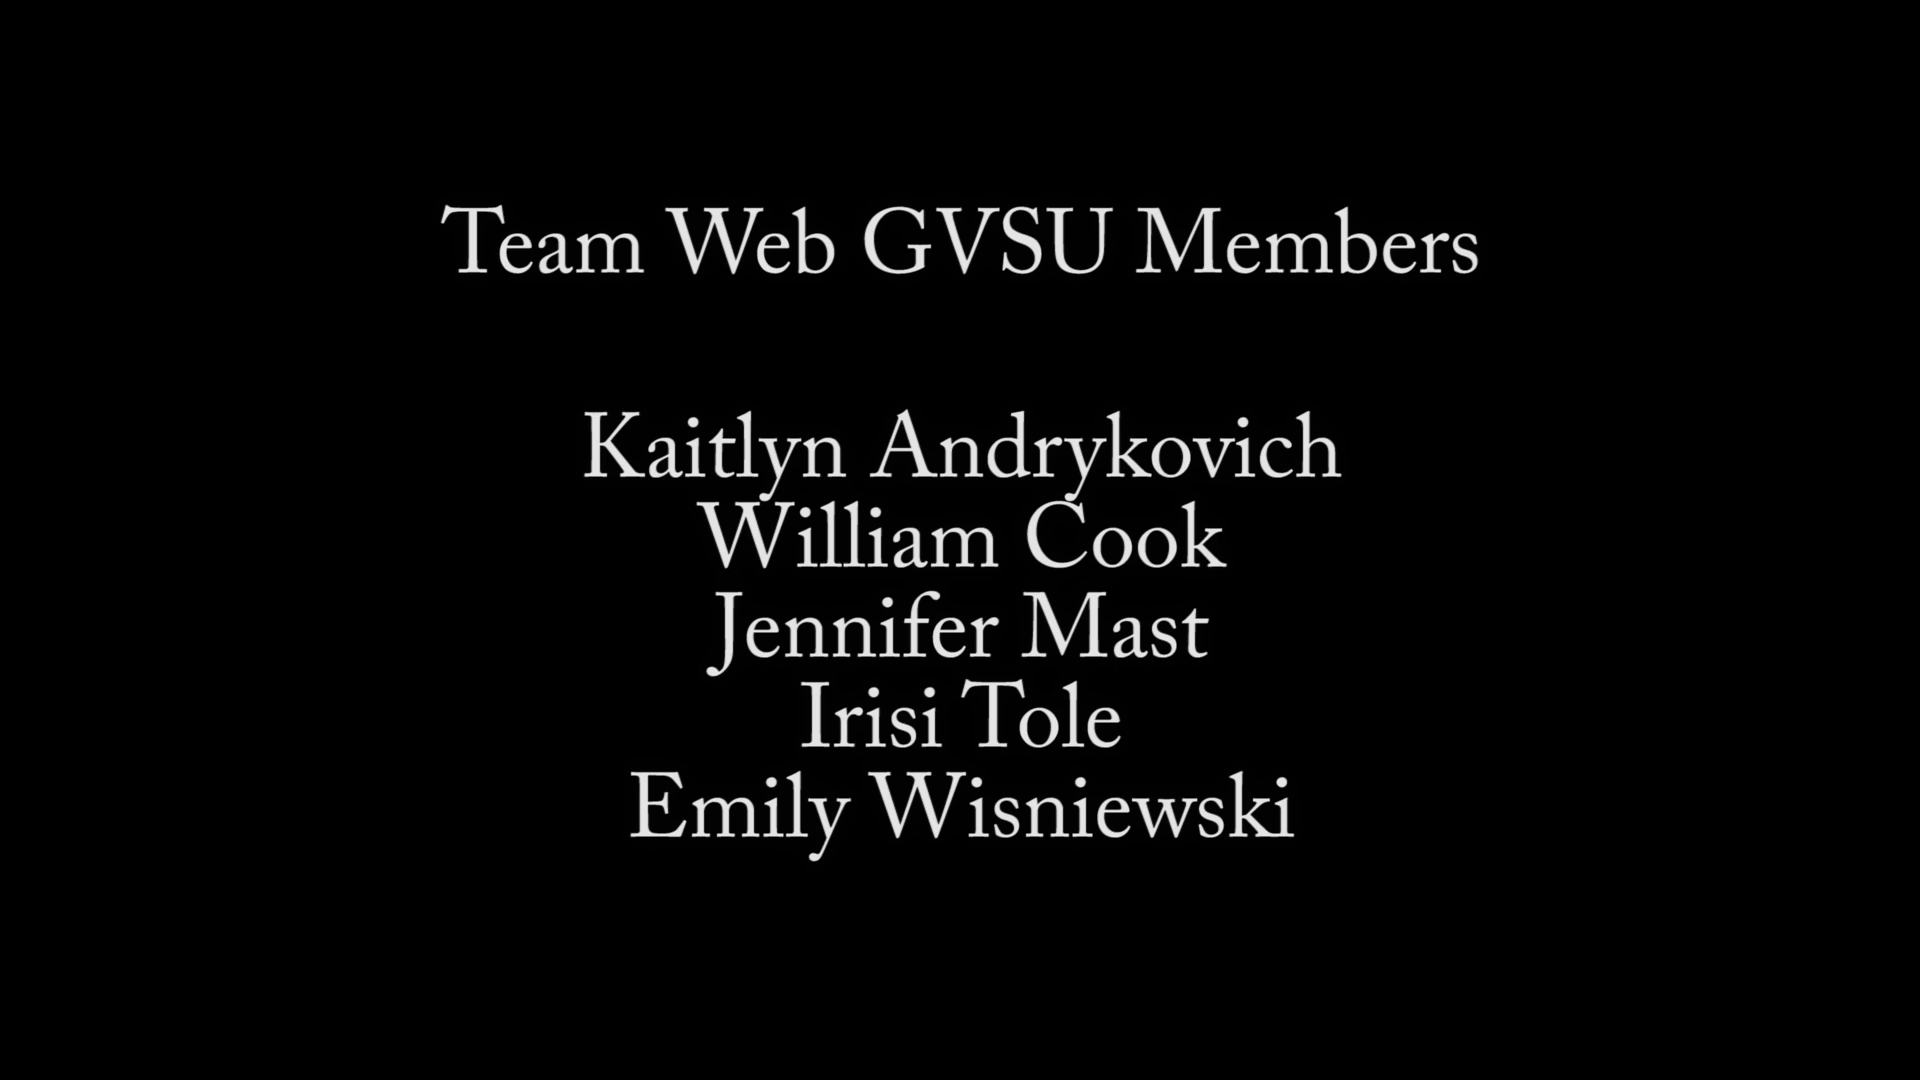 Team Web GVSU Members
Kaitlyn Andrykovich
William Cook
Jennifer Mast
Irisi Tole
Emily Wisniewski